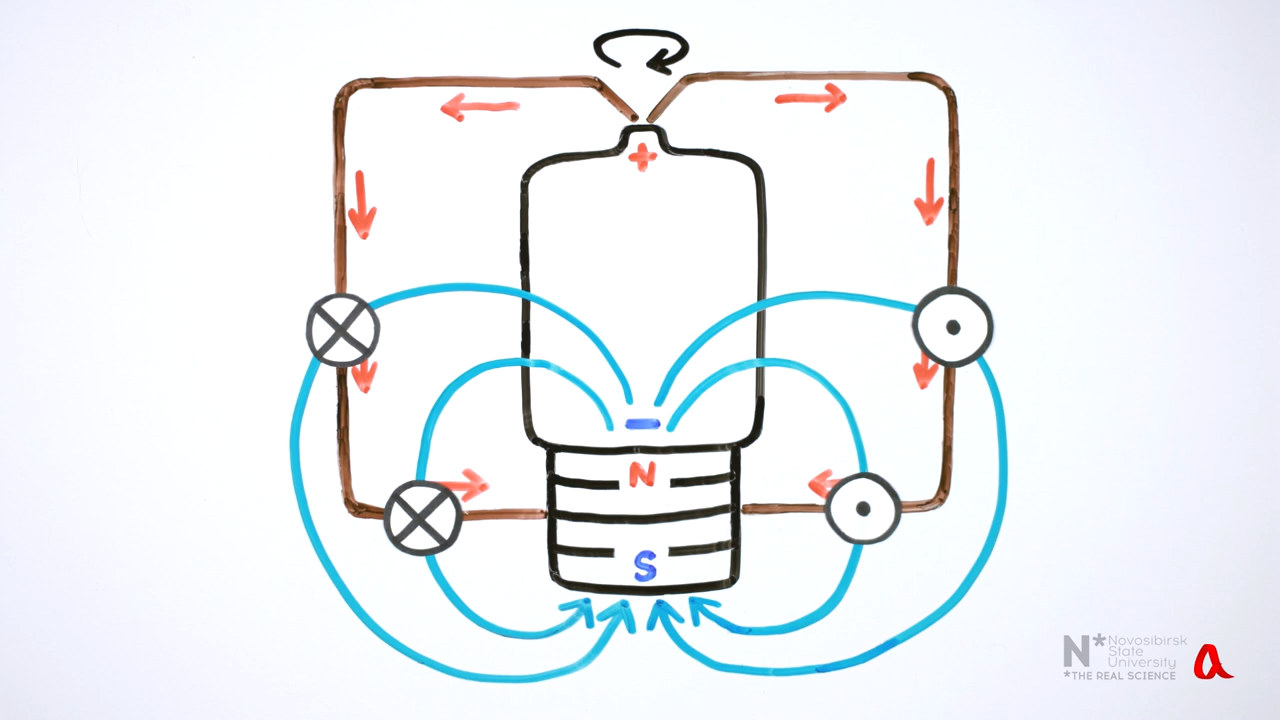 +
-
N
S
N* Novosibirsk
State
University
*THE REAL SCIENCE
a